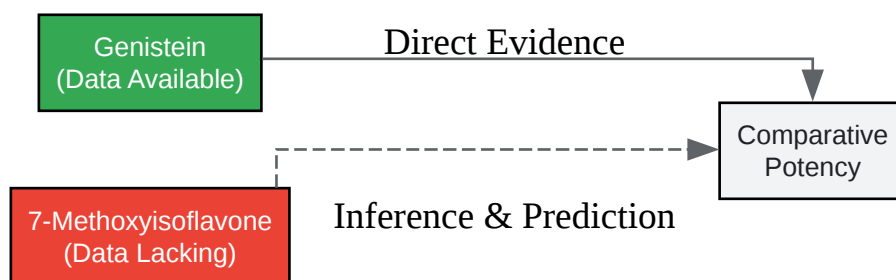 Genistein
(Data Available)
Direct Evidence
Comparative
Potency
7-Methoxyisoflavone
(Data Lacking)
Inference & Prediction